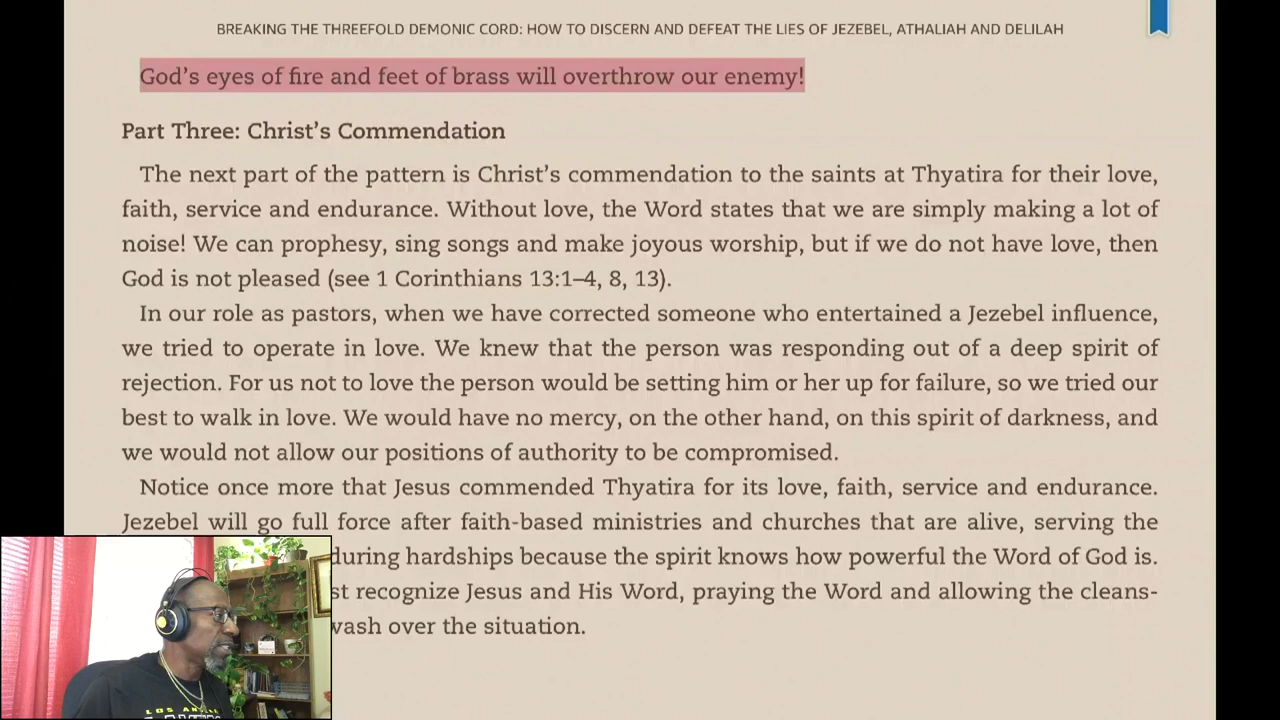 BREAKING THE THREEFOLD DEMONIC CORD: HOW TO DISCERN AND DEFEAT THE LIES OF JEZEBEL, ATHALIAH AND DELILAH
God's eyes of fire and feet of brass will overthrow our enemy!
Part Three: Christ's Commendation
The next part of the pattern is Christ's commendation to the saints at Thyatira for their love,
faith, service and endurance. Without love, the Word states that we are simply making a lot of
noise! We can prophesy, sing songs and make joyous worship, but if we do not have love, then
God is not pleased (see 1 Corinthians 13:1–4, 8, 13).
In our role as pastors, when we have corrected someone who entertained a Jezebel influence,
we tried to operate in love. We knew that the person was responding out of a deep spirit of
rejection. For us not to love the person would be setting him or her up for failure, so we tried our
best to walk in love. We would have no mercy, on the other hand, on this spirit of darkness, and
we would not allow our positions of authority to be compromised.
Notice once more that Jesus commended Thyatira for its love, faith, service and endurance.
Jezebel will go full force after faith-based ministries and churches that are alive, serving the
during hardships because the spirit knows how powerful the Word of God is.
st recognize Jesus and His Word, praying the Word and allowing the cleans-
wash over the situation.
LOS